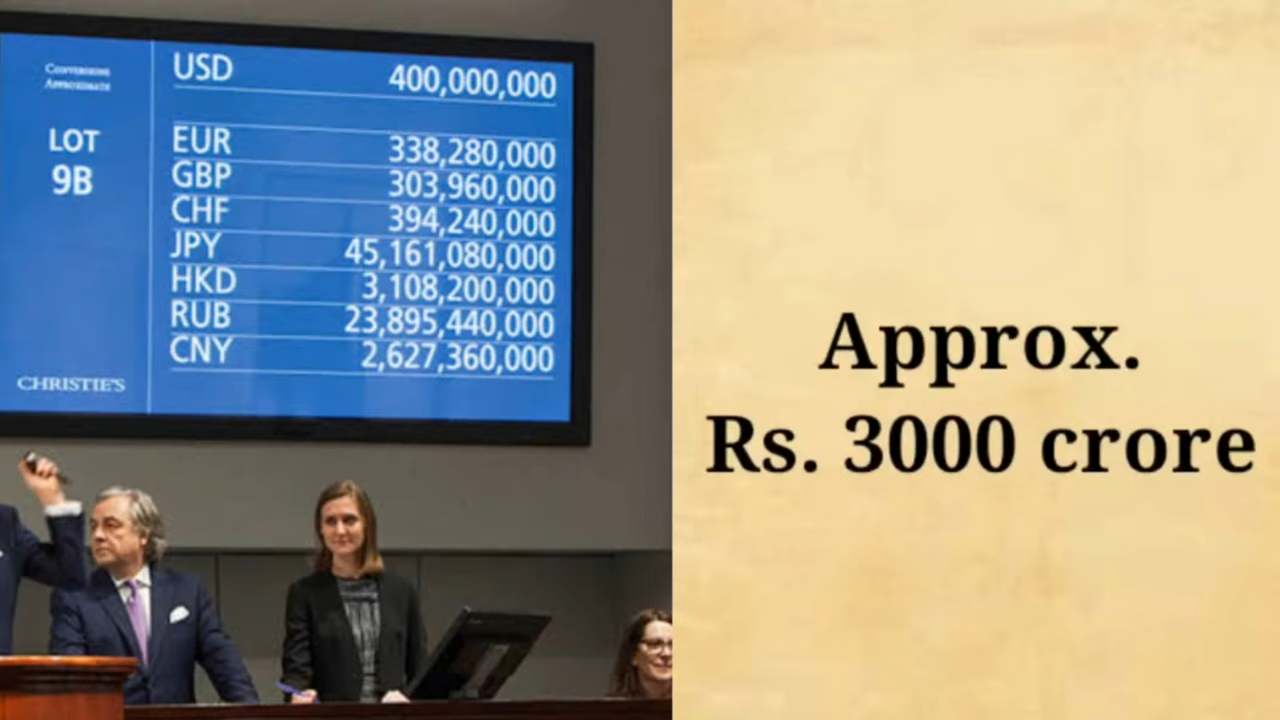 Approximate
LOT
9B
CHRISTIE'S
USD 400,000,000
EUR 338,280,000
GBP 303,960,000
CHF 394,240,000
JPY 45,161,080,000
HKD 3,108,200,000
RUB 23,895,440,000
CNY 2,627,360,000
Approx.
Rs. 3000 crore